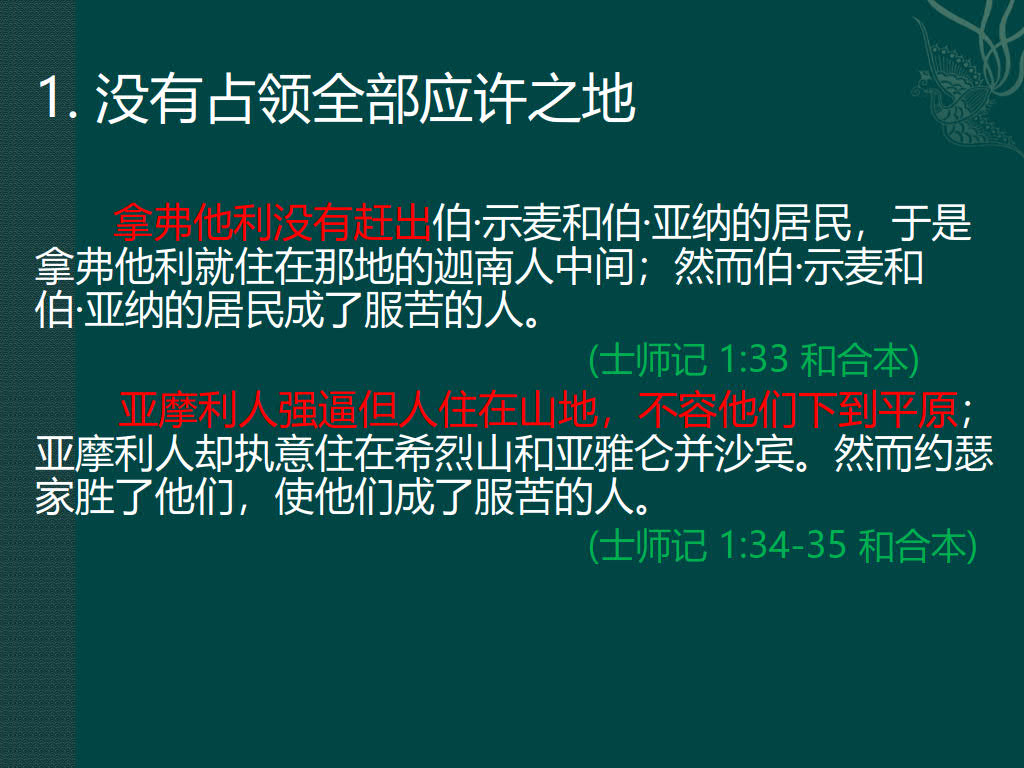 1. 没有占领全部应许之地
拿弗他利没有赶出伯·示麦和伯·亚纳的居民，于是
拿弗他利就住在那地的迦南人中间；然而伯·示麦和
伯·亚纳的居民成了服苦的人。
(士师记 1:33 和合本)
亚摩利人强逼但人住在山地，不容他们下到平原；
亚摩利人却执意住在希烈山和亚雅仑并沙宾。然而约瑟
家胜了他们，使他们成了服苦的人。
(士师记 1:34-35 和合本)